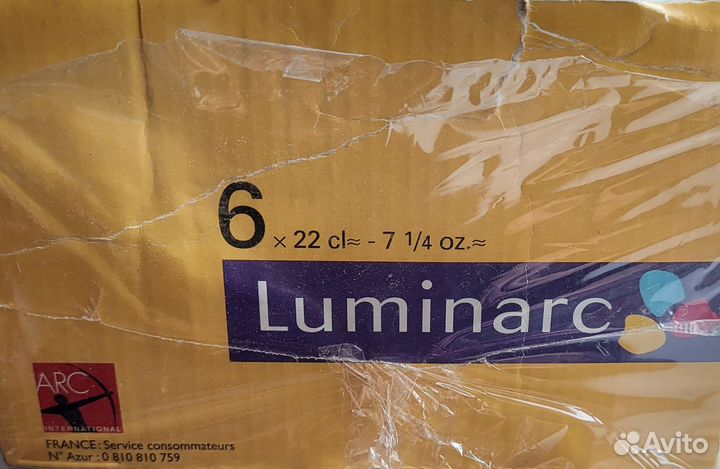 6 x 22 cl≈ - 7 1/4 oz.≈
Luminarc
ARC
INTERNATIONAL
FRANCE: Service consommateurs
N° Azur: 0 810 810 759
Avito